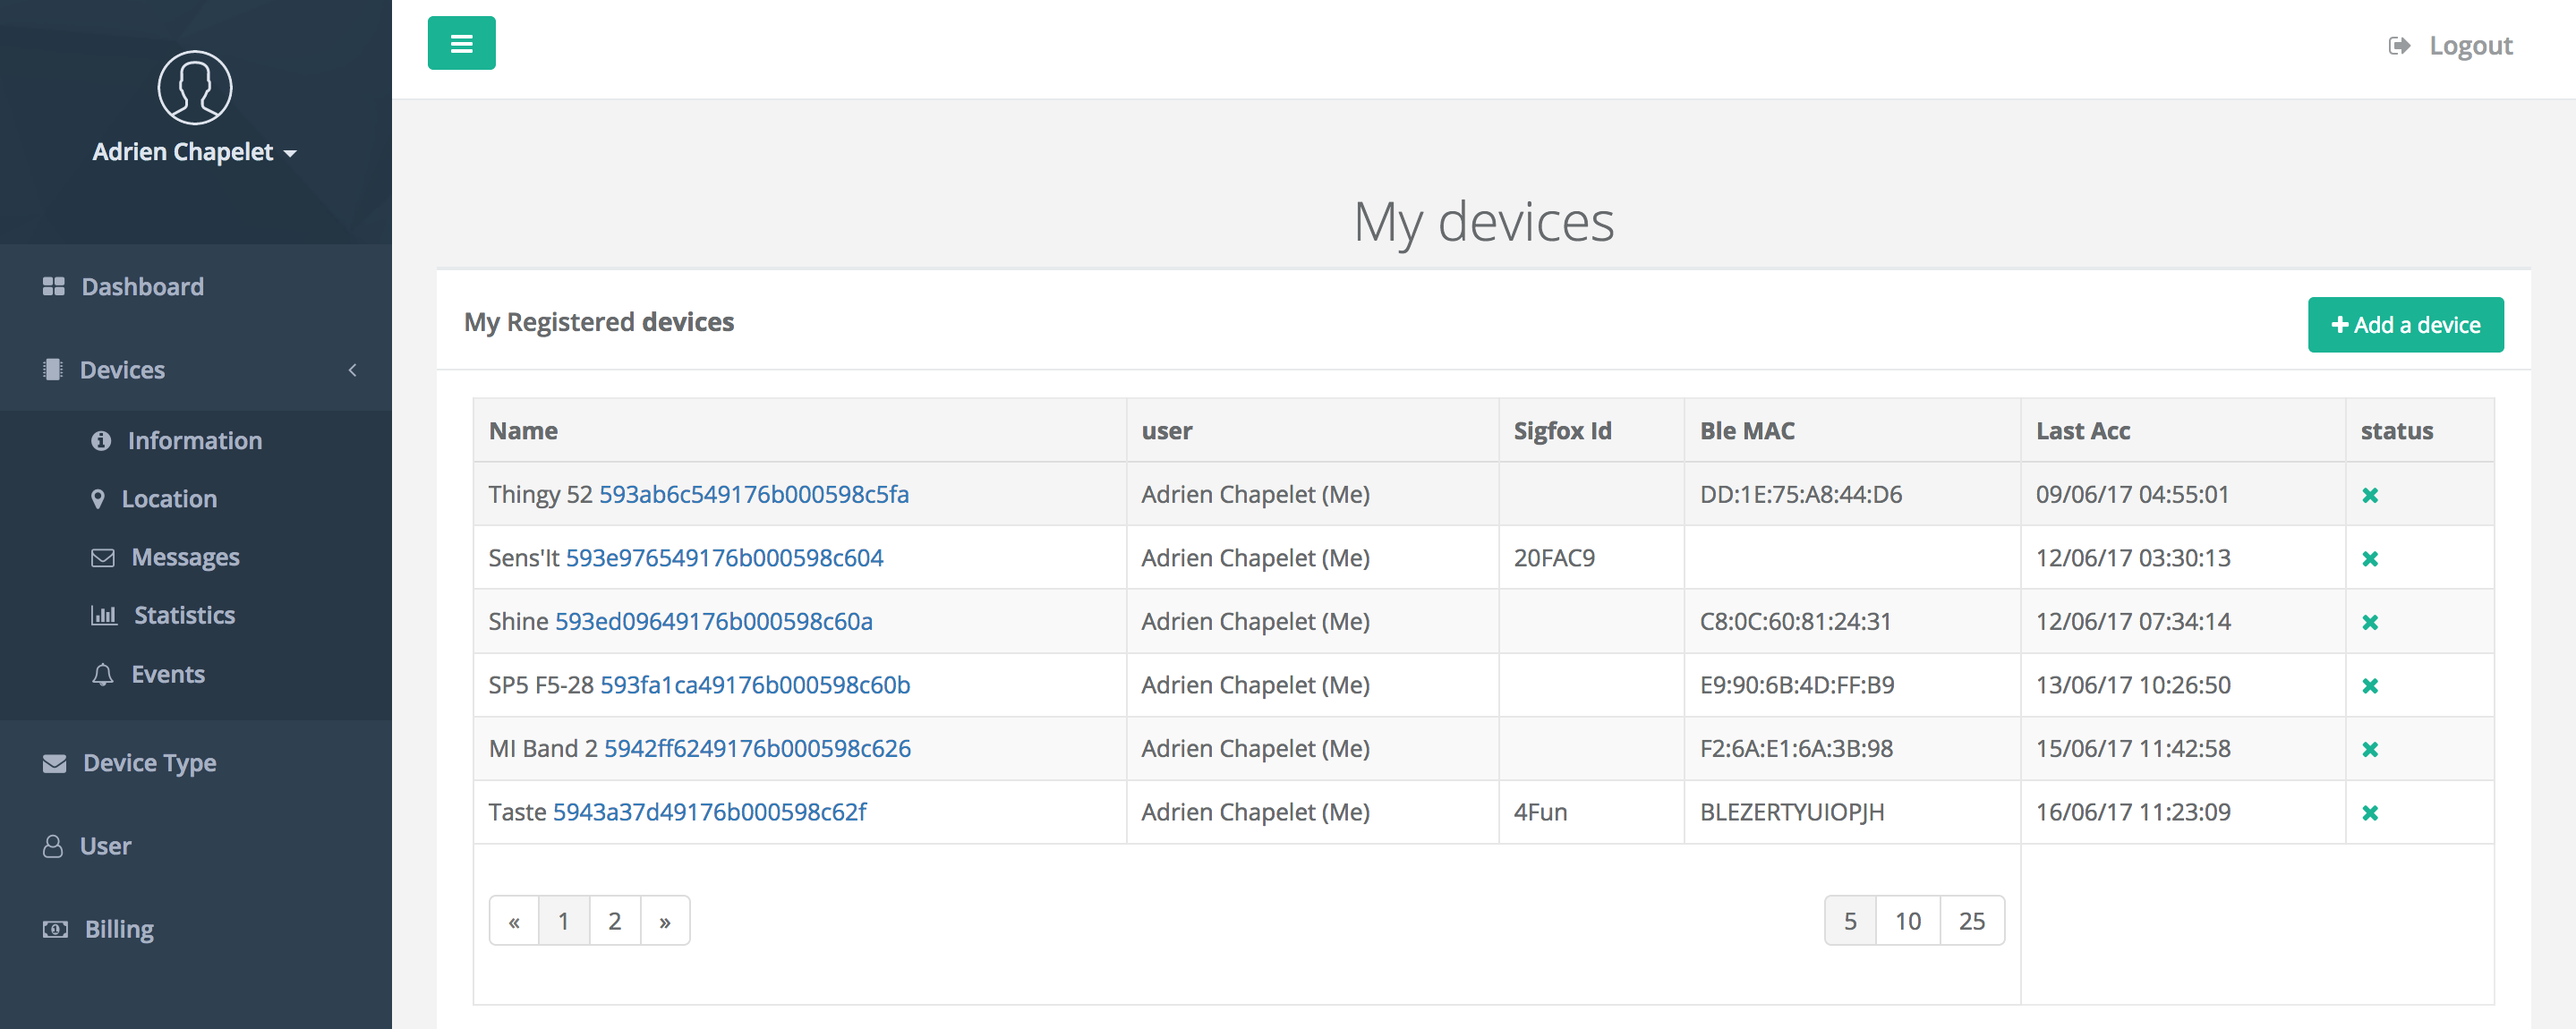 Logout
Adrien Chapelet
Dashboard
Devices
Information
Location
Messages
Statistics
Events
Device Type
User
Billing
My devices
My Registered devices
Add a device
Name user Sigfox Id Ble MAC Last Acc status
Thingy 52 593ab6c549176b000598c5fa Adrien Chapelet (Me) DD:1E:75:A8:44:D6 09/06/17 04:55:01
Sens'It 593e976549176b000598c604 Adrien Chapelet (Me) 20FAC9 12/06/17 03:30:13
Shine 593ed09649176b000598c60a Adrien Chapelet (Me) C8:0C:60:81:24:31 12/06/17 07:34:14
SP5 F5-28 593fa1ca49176b000598c60b Adrien Chapelet (Me) E9:90:6B:4D:FF:B9 13/06/17 10:26:50
MI Band 2 5942ff6249176b000598c626 Adrien Chapelet (Me) F2:6A:E1:6A:3B:98 15/06/17 11:42:58
Taste 5943a37d49176b000598c62f Adrien Chapelet (Me) 4Fun BLEZERTYUIOPJH 16/06/17 11:23:09
« 1 2 » 5 10 25